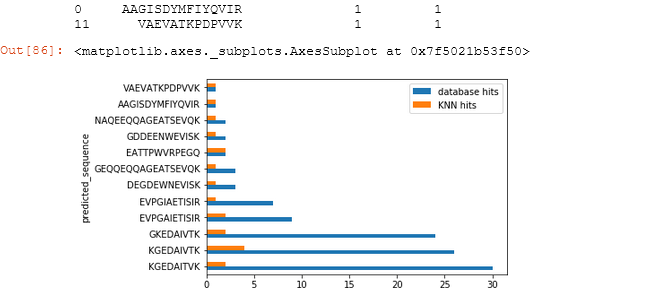 0 AAGISDYMFIYQVIR 1 1
11 VAEVATKPDPVVK 1 1
Out[86]: <matplotlib.axes._subplots.AxesSubplot at 0x7f5021b53f50>
database hits
KNN hits
predicted_sequence
VAEVATKPDPVVK
AAGISDYMFIYQVIR
NAQEEQQAGEATSEVQK
GDDEENWEVISK
EATTPWVRPEGQ
GEQQEQQAGEATSEVQK
DEGDEWNEVISK
EVPGIAETISIR
EVPGAIETISIR
GKEDAIVTK
KGEDAIVTK
KGEDAITVK
0 5 10 15 20 25 30